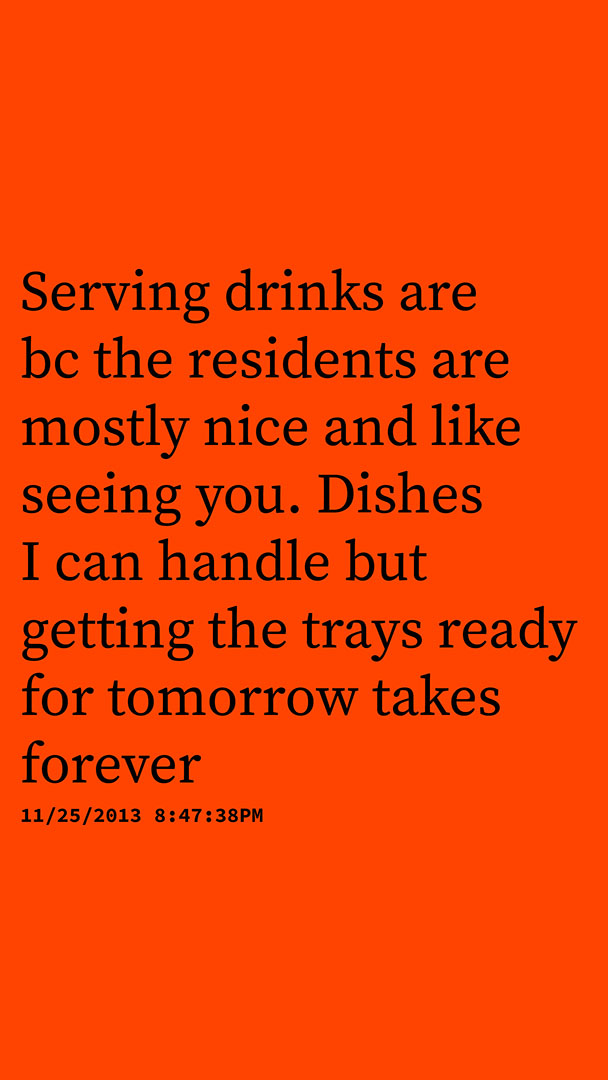 Serving drinks are
bc the residents are
mostly nice and like
seeing you. Dishes
I can handle but
getting the trays ready
for tomorrow takes
forever
11/25/2013 8:47:38PM